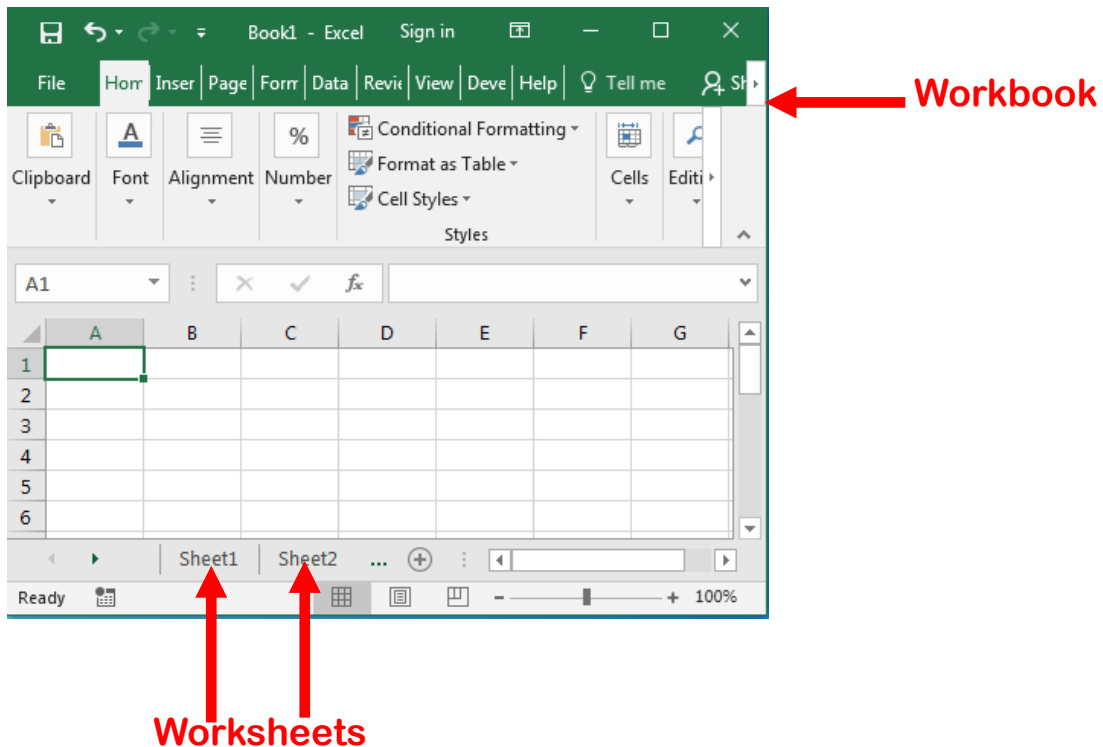 Book1 - Excel Sign in
File Hom Inser Page Form Data Revie View Deve Help Tell me Sh
Workbook
A % Conditional Formatting
Format as Table
Clipboard Font Alignment Number Cells Editi
Cell Styles
Styles
A1 fx
A B C D E F G
1
2
3
4
5
6
Sheet1 Sheet2 ...
Ready - + 100%
Worksheets